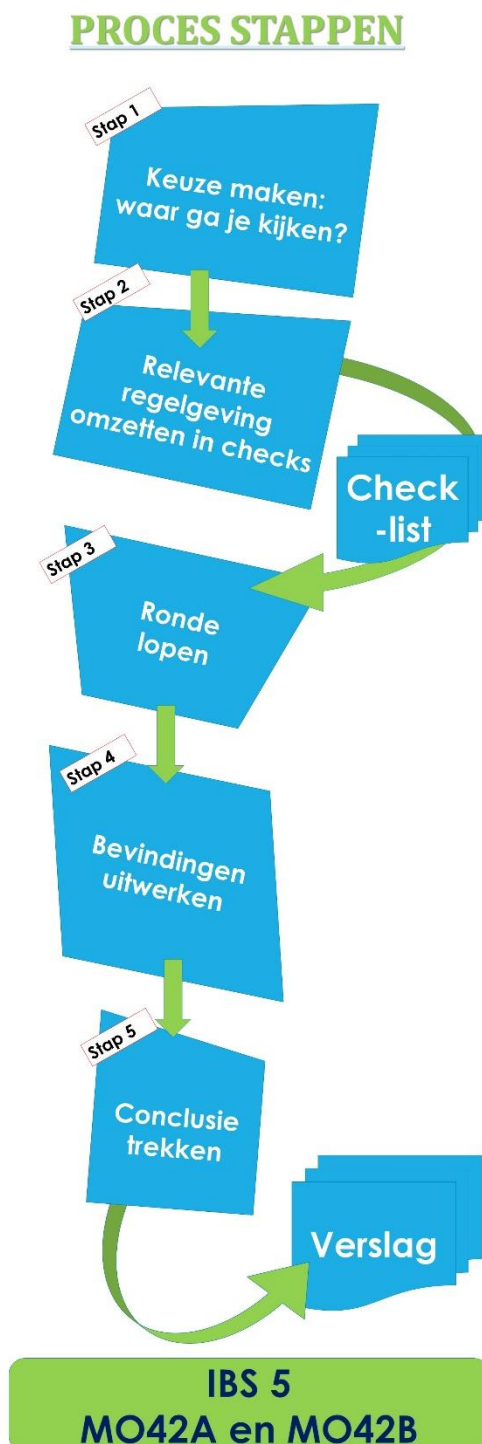 PROCES STAPPEN
Stap 1
Keuze maken:
waar ga je kijken?
Stap 2
Relevante
regelgeving
omzetten in checks
Check
-list
Stap 3
Ronde
lopen
Stap 4
Bevindingen
uitwerken
Stap 5
Conclusie
trekken
Verslag
IBS 5
MO42A en MO42B